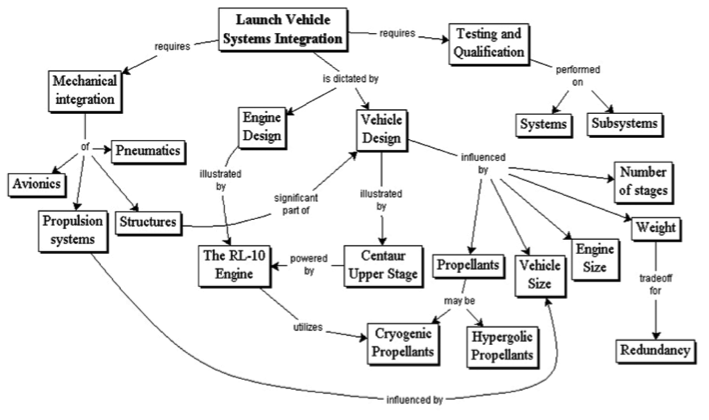 Launch Vehicle
Systems Integration
requires
requires
Testing and
Qualification
Mechanical
integration
is dictated by
performed
on
Engine
Design
Vehicle
Design
Systems
Subsystems
of
Pneumatics
Avionics
illustrated
by
influenced
by
Number
of stages
significant
part of
illustrated
by
Propulsion
systems
Structures
Weight
The RL-10
Engine
powered
by
Centaur
Upper Stage
Propellants
Vehicle
Size
Engine
Size
tradeoff
for
may be
utilizes
Cryogenic
Propellants
Hypergolic
Propellants
Redundancy
influenced by